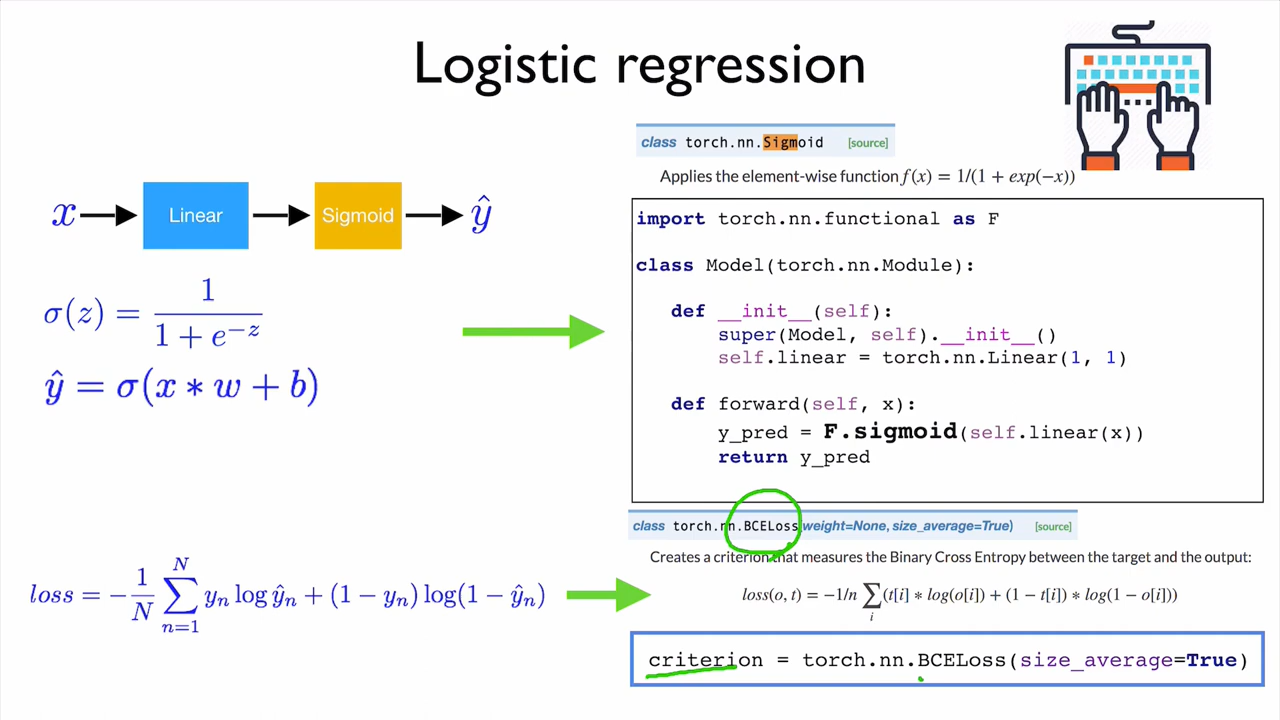 Logistic regression
x
Linear
Sigmoid
ŷ
σ(z) = 1 / (1 + e^{−z})
ŷ = σ(x * w + b)
loss = −\frac{1}{N} \sum_{n=1}^{N} y_n log ŷ_n + (1 − y_n) log(1 − ŷ_n)
class torch.nn.Sigmoid [source]
Applies the element-wise function f(x) = 1/(1 + exp(−x))
import torch.nn.functional as F
class Model(torch.nn.Module):
def __init__(self):
super(Model, self).__init__()
self.linear = torch.nn.Linear(1, 1)
def forward(self, x):
y_pred = F.sigmoid(self.linear(x))
return y_pred
class torch.nn.BCELoss(weight=None, size_average=True) [source]
Creates a criterion that measures the Binary Cross Entropy between the target and the output:
loss(o, t) = −1/n \sum_i (t[i] * log(o[i]) + (1 − t[i]) * log(1 − o[i]))
criterion = torch.nn.BCELoss(size_average=True)